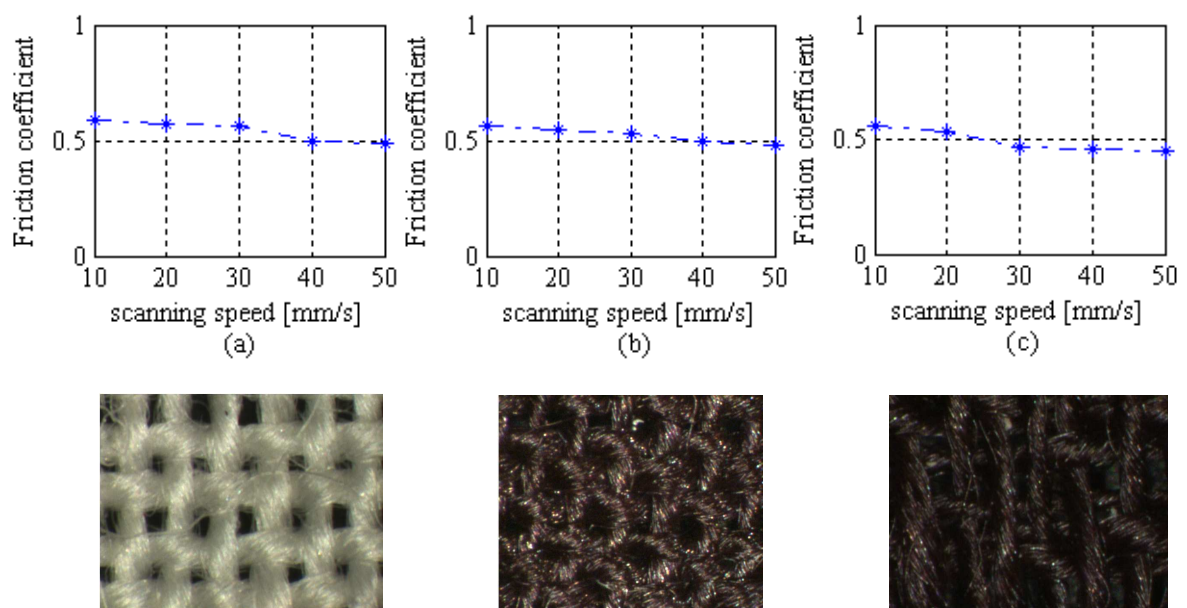 1
0.5
0
Friction coefficient
10 20 30 40 50
scanning speed [mm/s]
(a)
1
0.5
0
Friction coefficient
10 20 30 40 50
scanning speed [mm/s]
(b)
1
0.5
0
Friction coefficient
10 20 30 40 50
scanning speed [mm/s]
(c)